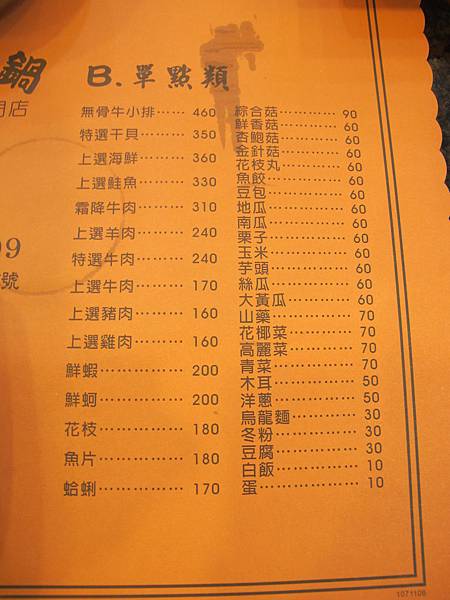 鍋
門店
09
號
B.單點類
無骨牛小排…… 460
特選干貝……… 350
上選海鮮……… 360
上選鮭魚……… 330
霜降牛肉……… 310
上選羊肉……… 240
特選牛肉……… 240
上選牛肉……… 170
上選豬肉……… 160
上選雞肉……… 160
鮮蝦…………… 200
鮮蚵…………… 200
花枝…………… 180
魚片…………… 180
蛤蜊…………… 170
綜合菇………… 90
鮮香菇………… 60
杏鮑菇………… 60
金針菇………… 60
花枝丸………… 60
魚餃…………… 60
豆包…………… 60
地瓜…………… 60
南瓜…………… 60
栗子…………… 60
玉米…………… 60
芋頭…………… 60
絲瓜…………… 60
大黃瓜………… 60
山藥…………… 70
花椰菜………… 70
高麗菜………… 70
青菜…………… 70
木耳…………… 50
洋蔥…………… 50
烏龍麵………… 30
冬粉…………… 30
豆腐…………… 30
白飯…………… 10
蛋……………… 10
1071108